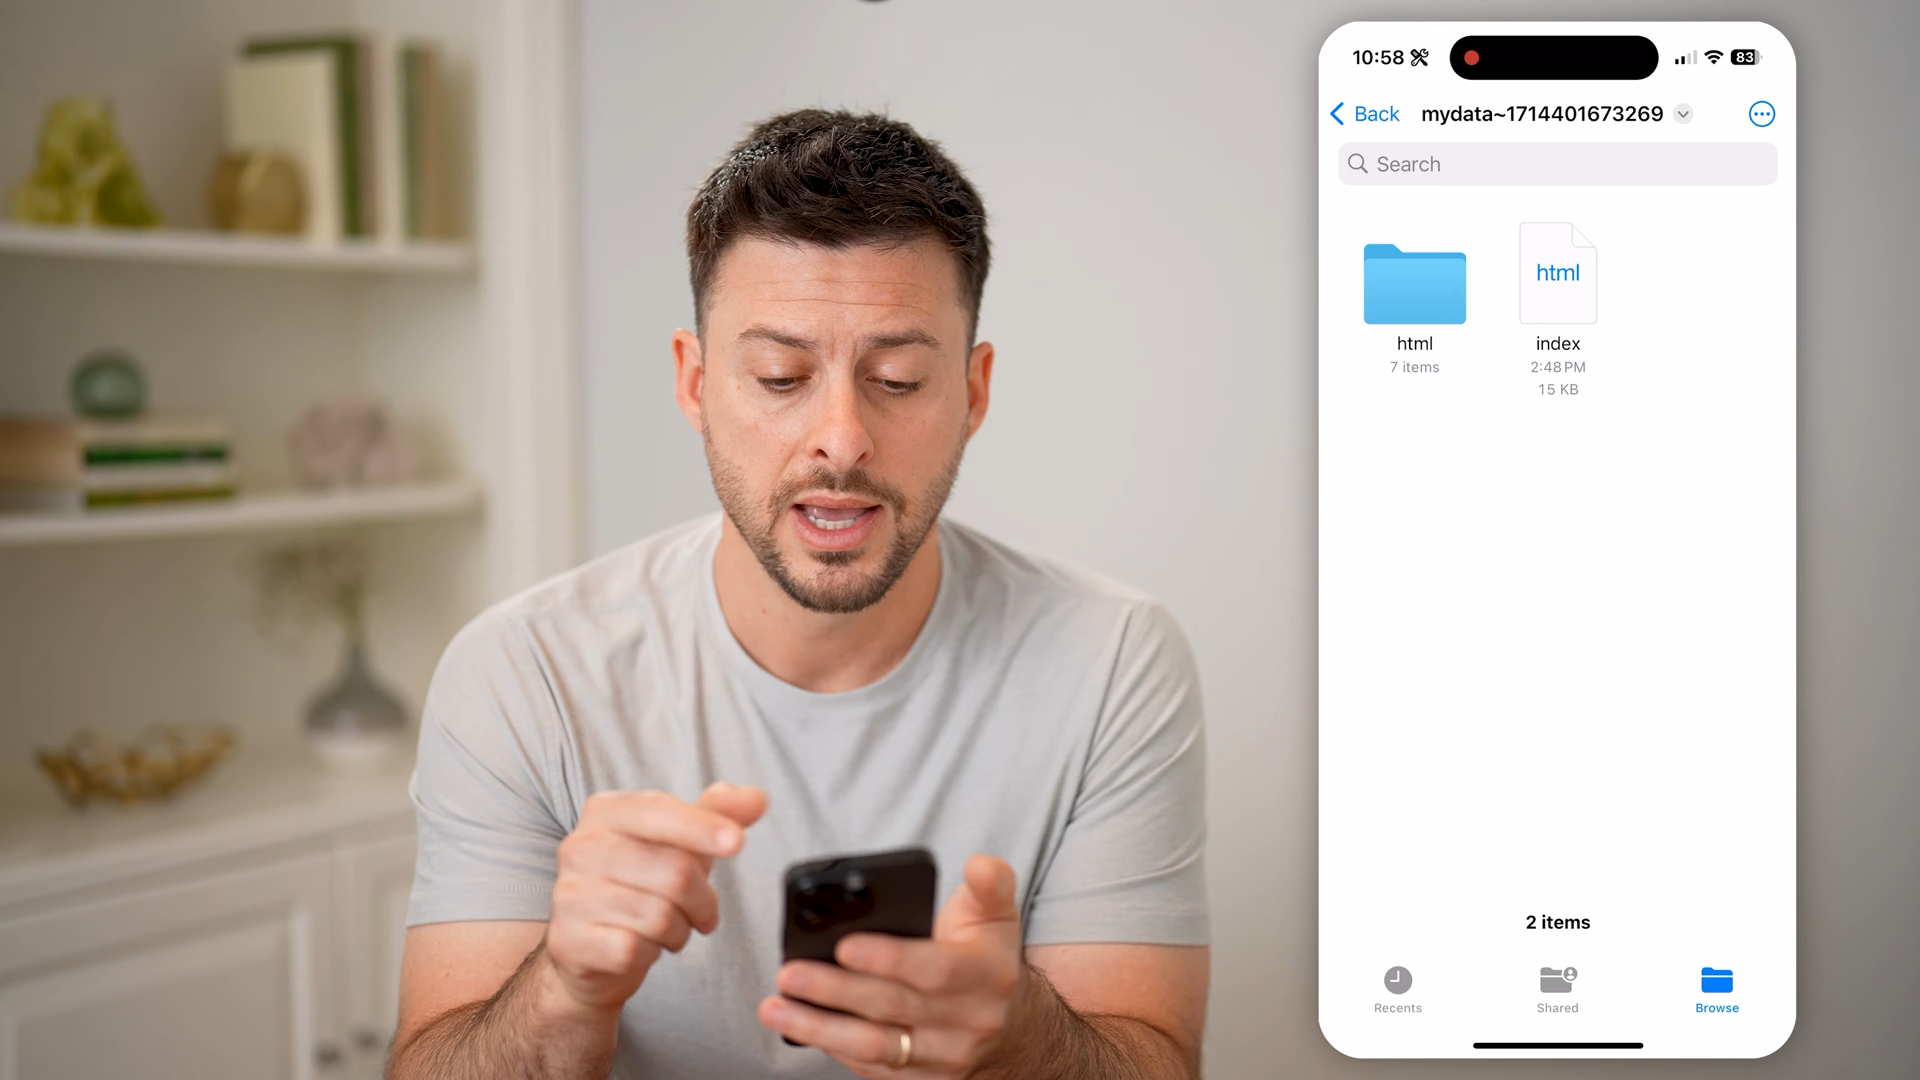 10:58
83
Back mydata~1714401673269
Search
html
html
7 items
index
2:48 PM
15 KB
2 items
Recents
Shared
Browse